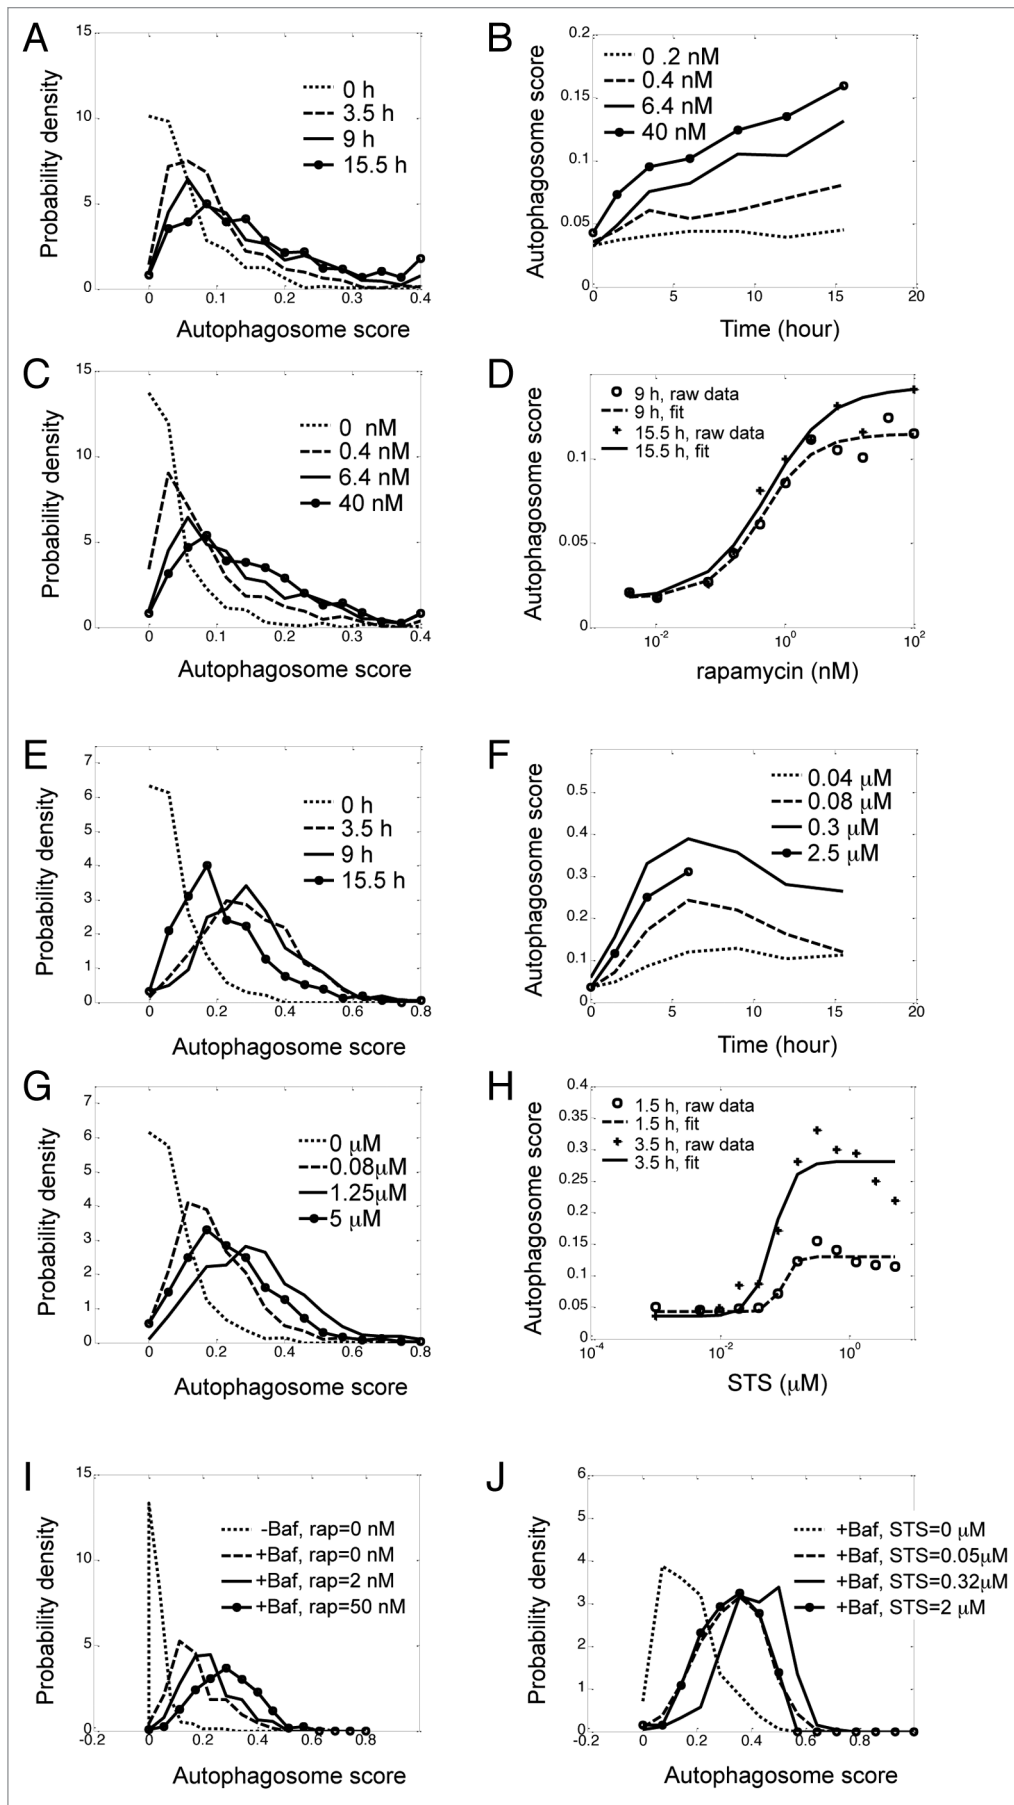 A
15
10
5
0
0
0.1
0.2
0.3
0.4
Probability density
Autophagosome score
0 h
3.5 h
9 h
15.5 h
B
0.2
0.15
0.1
0.05
0
0
5
10
15
20
Autophagosome score
Time (hour)
0 .2 nM
0.4 nM
6.4 nM
40 nM
C
15
10
5
0
0
0.1
0.2
0.3
0.4
Probability density
Autophagosome score
0 nM
0.4 nM
6.4 nM
40 nM
D
0.1
0.05
0
10-2
100
102
Autophagosome score
rapamycin (nM)
9 h, raw data
9 h, fit
15.5 h, raw data
15.5 h, fit
E
7
6
5
4
3
2
1
0
0
0.2
0.4
0.6
0.8
Probability density
Autophagosome score
0 h
3.5 h
9 h
15.5 h
F
0.5
0.4
0.3
0.2
0.1
0
0
5
10
15
20
Autophagosome score
Time (hour)
0.04 μM
0.08 μM
0.3 μM
2.5 μM
G
7
6
5
4
3
2
1
0
0
0.2
0.4
0.6
0.8
Probability density
Autophagosome score
0 μM
0.08μM
1.25μM
5 μM
H
0.4
0.35
0.3
0.25
0.2
0.15
0.1
0.05
0
10-4
10-2
100
Autophagosome score
STS (μM)
1.5 h, raw data
1.5 h, fit
3.5 h, raw data
3.5 h, fit
I
15
10
5
0
-0.2
0
0.2
0.4
0.6
0.8
Probability density
Autophagosome score
-Baf, rap=0 nM
+Baf, rap=0 nM
+Baf, rap=2 nM
+Baf, rap=50 nM
J
6
5
4
3
2
1
0
-0.2
0
0.2
0.4
0.6
0.8
Probability density
Autophagosome score
+Baf, STS=0 μM
+Baf, STS=0.05μM
+Baf, STS=0.32μM
+Baf, STS=2 μM